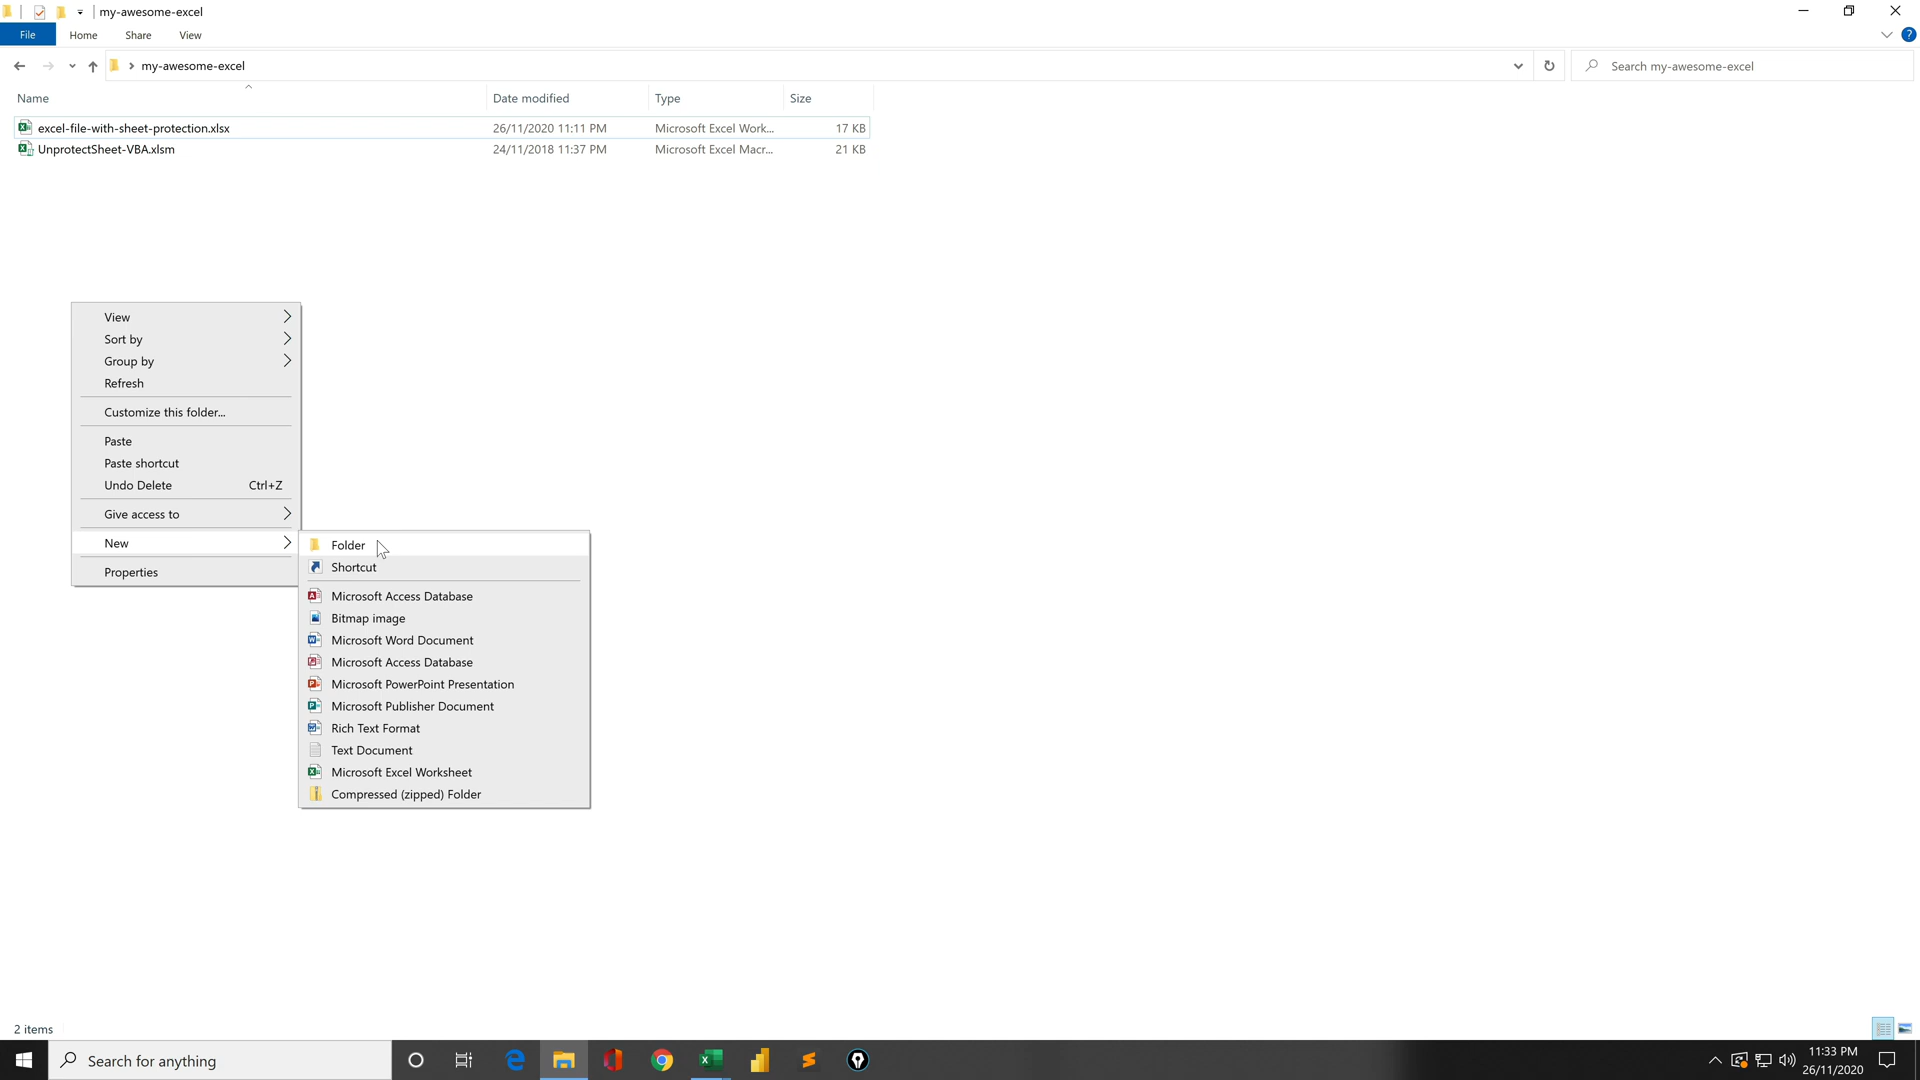 my-awesome-excel
File Home Share View
my-awesome-excel
Search my-awesome-excel
Name Date modified Type Size
excel-file-with-sheet-protection.xlsx 26/11/2020 11:11 PM Microsoft Excel Work... 17 KB
UnprotectSheet-VBA.xlsm 24/11/2018 11:37 PM Microsoft Excel Macr... 21 KB
View
Sort by
Group by
Refresh
Customize this folder...
Paste
Paste shortcut
Undo Delete Ctrl+Z
Give access to
New
Properties
Folder
Shortcut
Microsoft Access Database
Bitmap image
Microsoft Word Document
Microsoft Access Database
Microsoft PowerPoint Presentation
Microsoft Publisher Document
Rich Text Format
Text Document
Microsoft Excel Worksheet
Compressed (zipped) Folder
2 items
Search for anything
11:33 PM
26/11/2020